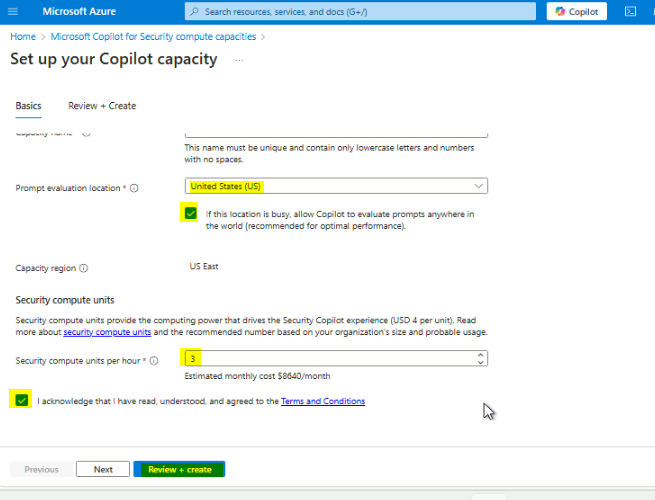 Microsoft Azure
Search resources, services, and docs (G+/)
Copilot
Home > Microsoft Copilot for Security compute capacities >
Set up your Copilot capacity ...
Basics
Review + Create
Capacity name
This name must be unique and contain only lowercase letters and numbers
with no spaces.
Prompt evaluation location *
United States (US)
If this location is busy, allow Copilot to evaluate prompts anywhere in
the world (recommended for optimal performance).
Capacity region
US East
Security compute units
Security compute units provide the computing power that drives the Security Copilot experience (USD 4 per unit). Read
more about security compute units and the recommended number based on your organization's size and probable usage.
Security compute units per hour *
3
Estimated monthly cost $8640/month
I acknowledge that I have read, understood, and agreed to the Terms and Conditions
Previous
Next
Review + create